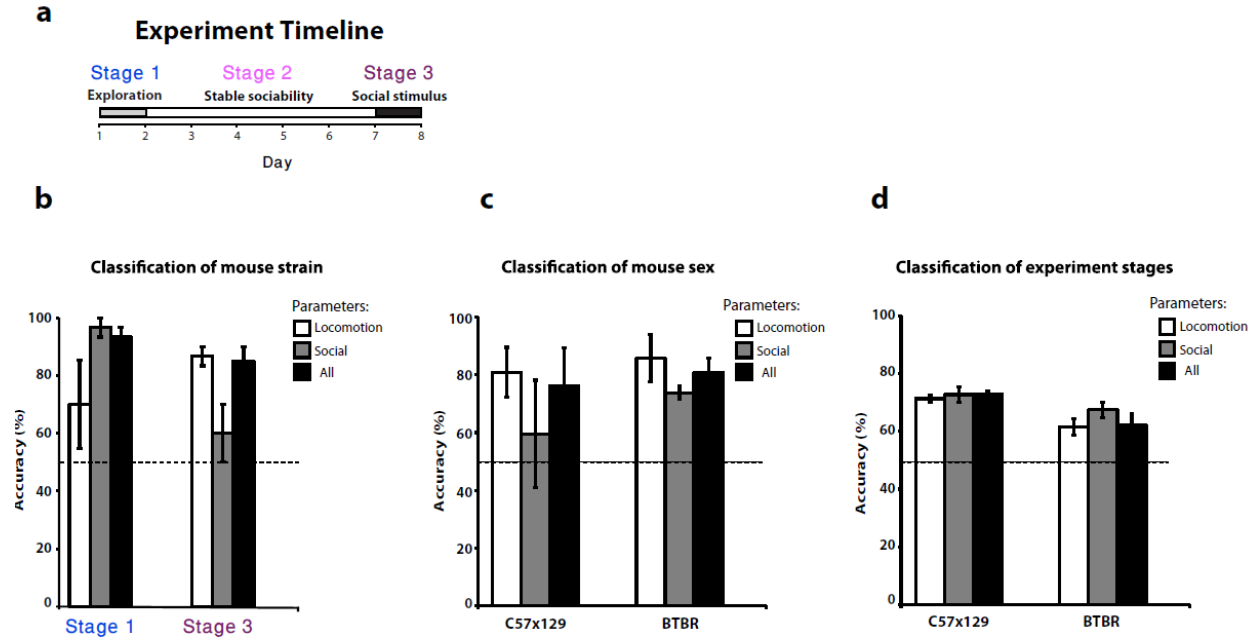 a
Experiment Timeline
Stage 1 Stage 2 Stage 3
Exploration Stable sociability Social stimulus
1 2 3 4 5 6 7 8
Day
b
Classification of mouse strain
Parameters:
Locomotion
Social
All
Accuracy (%)
100
80
60
40
20
0
Stage 1 Stage 3
c
Classification of mouse sex
Parameters:
Locomotion
Social
All
Accuracy (%)
100
80
60
40
20
0
C57x129 BTBR
d
Classification of experiment stages
Parameters:
Locomotion
Social
All
Accuracy (%)
100
80
60
40
20
0
C57x129 BTBR